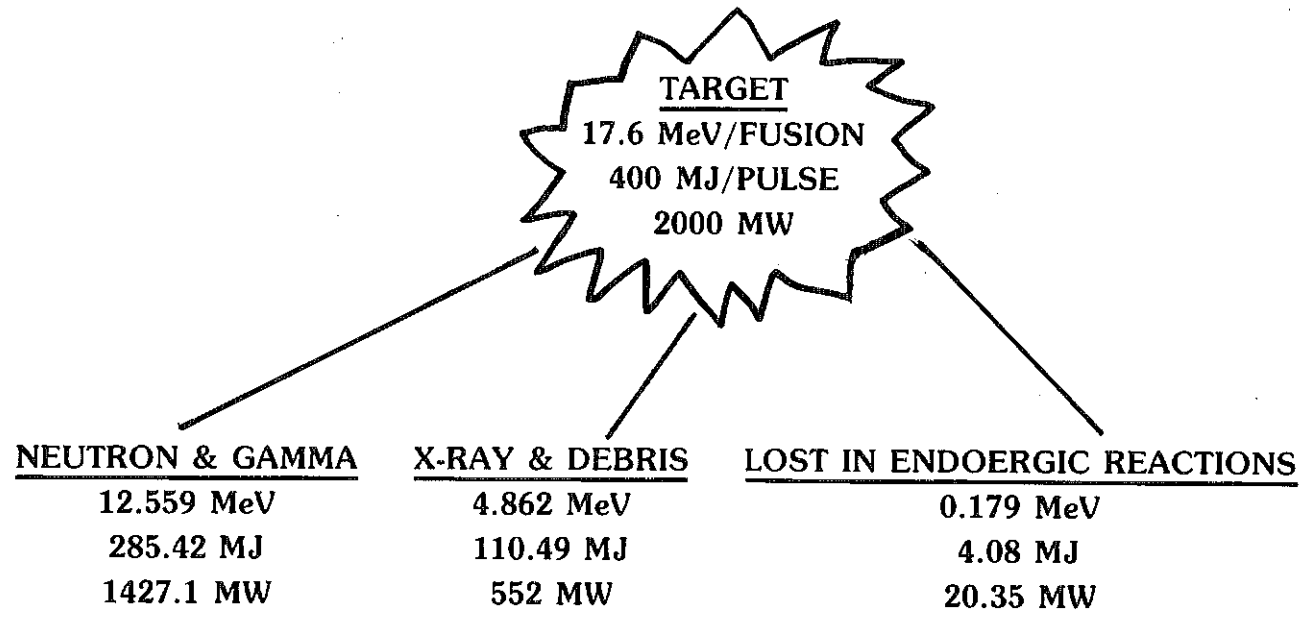 TARGET
17.6 MeV/FUSION
400 MJ/PULSE
2000 MW
NEUTRON & GAMMA
12.559 MeV
285.42 MJ
1427.1 MW
X-RAY & DEBRIS
4.862 MeV
110.49 MJ
552 MW
LOST IN ENDOERGIC REACTIONS
0.179 MeV
4.08 MJ
20.35 MW